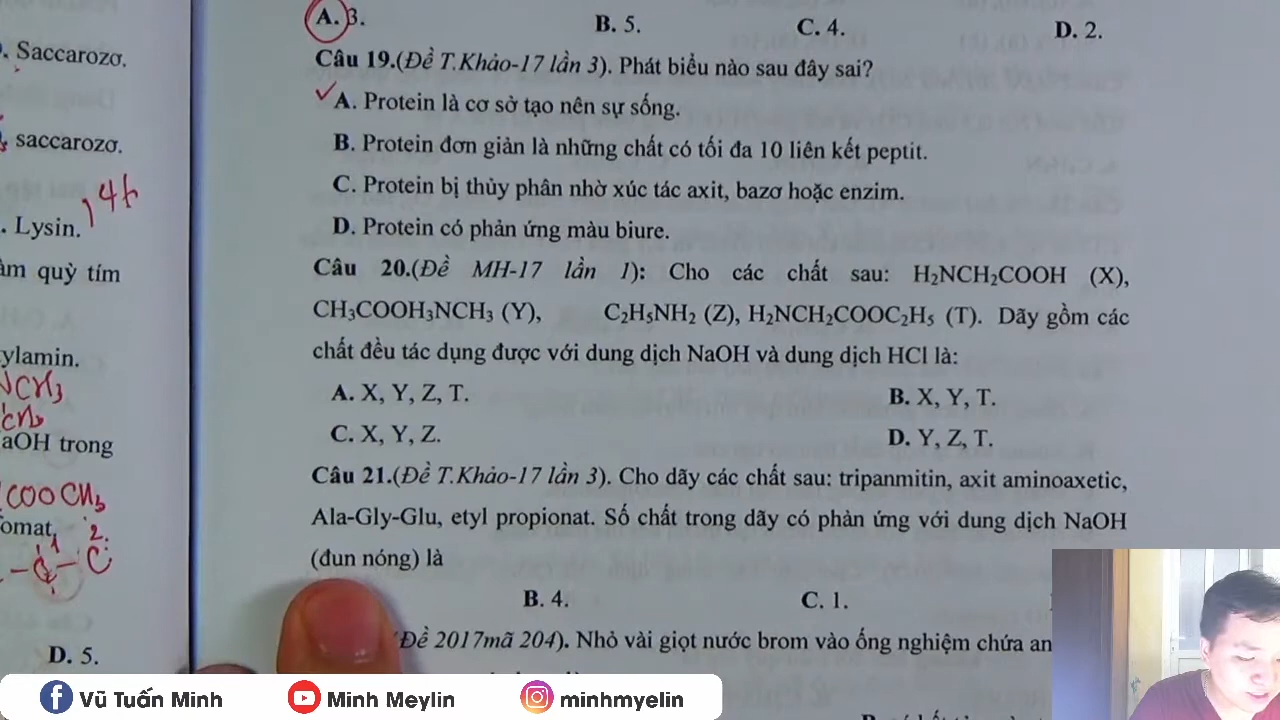 A. 3. B. 5. C. 4. D. 2.
. Saccarozơ.
saccarozơ.
14h
. Lysin.
àm quỳ tím
ylamin.
NCH3
CH3
aOH trong
COOCH3
omat.
1 2
-C-C
D. 5.
Câu 19.(Đề T.Khảo-17 lần 3). Phát biểu nào sau đây sai?
A. Protein là cơ sở tạo nên sự sống.
B. Protein đơn giản là những chất có tối đa 10 liên kết peptit.
C. Protein bị thủy phân nhờ xúc tác axit, bazơ hoặc enzim.
D. Protein có phản ứng màu biure.
Câu 20.(Đề MH-17 lần 1): Cho các chất sau: H₂NCH₂COOH (X),
CH₃COOH₃NCH₃ (Y), C₂H₅NH₂ (Z), H₂NCH₂COOC₂H₅ (T). Dãy gồm các
chất đều tác dụng được với dung dịch NaOH và dung dịch HCl là:
A. X, Y, Z, T. B. X, Y, T.
C. X, Y, Z. D. Y, Z, T.
Câu 21.(Đề T.Khảo-17 lần 3). Cho dãy các chất sau: tripanmitin, axit aminoaxetic,
Ala-Gly-Glu, etyl propionat. Số chất trong dãy có phản ứng với dung dịch NaOH
(đun nóng) là
B. 4. C. 1.
(Đề 2017mã 204). Nhỏ vài giọt nước brom vào ống nghiệm chứa an
Vũ Tuấn Minh Minh Meylin minhmyelin